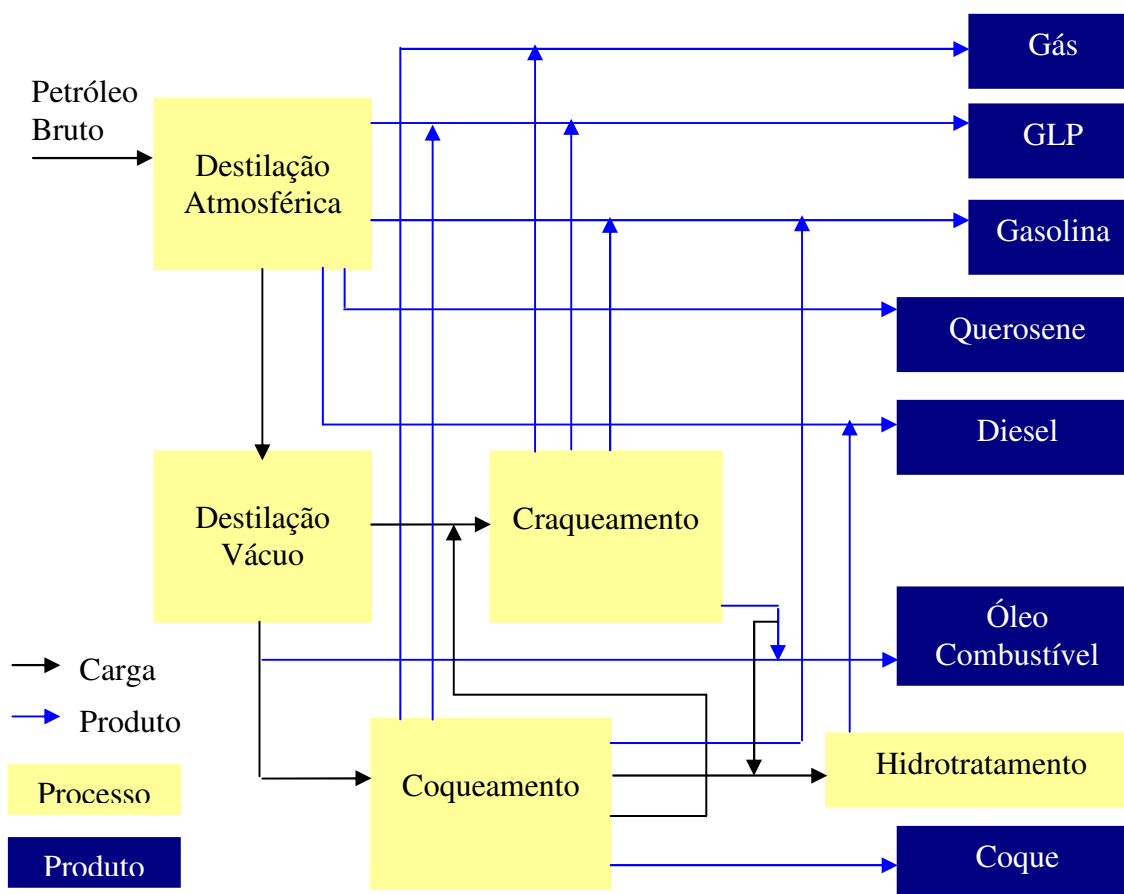 Gás
Petróleo
Bruto
GLP
Destilação
Atmosférica
Gasolina
Querosene
Diesel
Destilação
Vácuo
Craqueamento
Óleo
Combustível
Carga
Produto
Hidrotratamento
Coqueamento
Processo
Coque
Produto